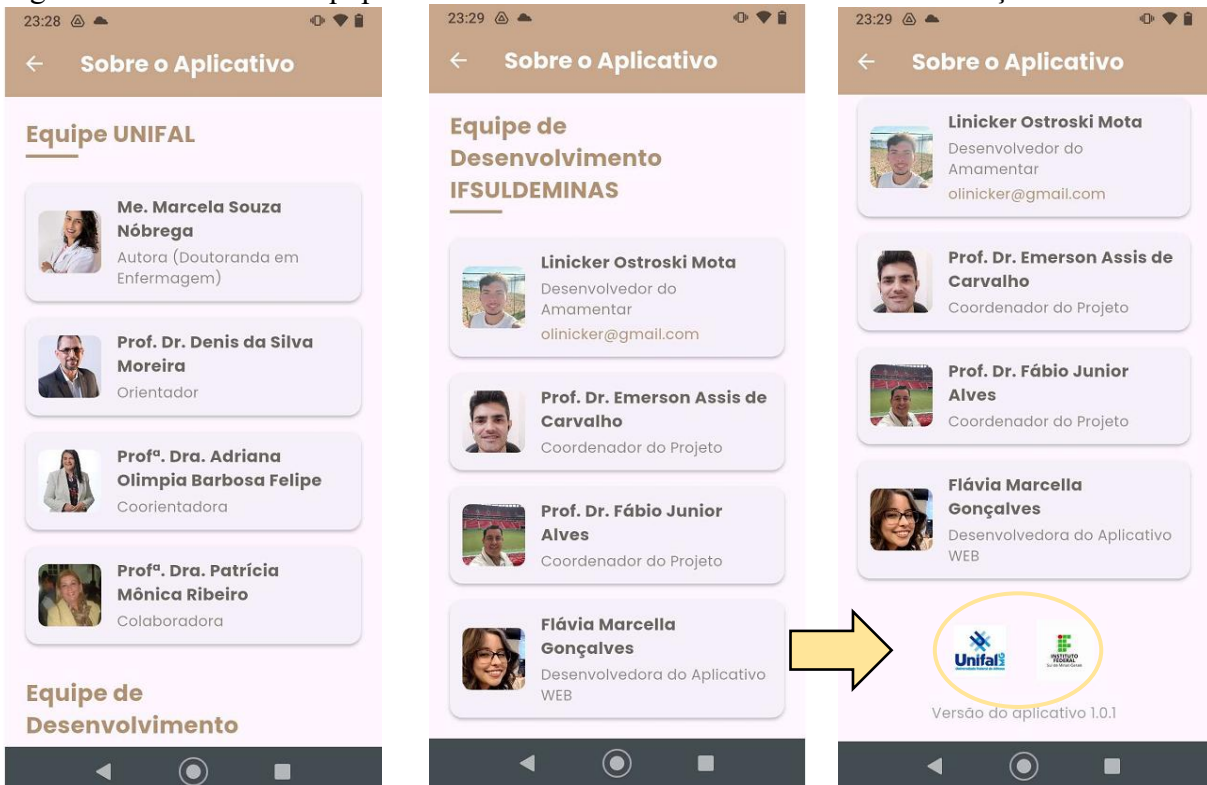 23:28
Sobre o Aplicativo
Equipe UNIFAL
Me. Marcela Souza
Nóbrega
Autora (Doutoranda em
Enfermagem)
Prof. Dr. Denis da Silva
Moreira
Orientador
Profª. Dra. Adriana
Olimpia Barbosa Felipe
Coorientadora
Profª. Dra. Patrícia
Mônica Ribeiro
Colaboradora
Equipe de
Desenvolvimento
23:29
Sobre o Aplicativo
Equipe de
Desenvolvimento
IFSULDEMINAS
Linicker Ostroski Mota
Desenvolvedor do
Amamentar
olinicker@gmail.com
Prof. Dr. Emerson Assis de
Carvalho
Coordenador do Projeto
Prof. Dr. Fábio Junior
Alves
Coordenador do Projeto
Flávia Marcella
Gonçalves
Desenvolvedora do Aplicativo
WEB
23:29
Sobre o Aplicativo
Linicker Ostroski Mota
Desenvolvedor do
Amamentar
olinicker@gmail.com
Prof. Dr. Emerson Assis de
Carvalho
Coordenador do Projeto
Prof. Dr. Fábio Junior
Alves
Coordenador do Projeto
Flávia Marcella
Gonçalves
Desenvolvedora do Aplicativo
WEB
Unifal
INSTITUTO
FEDERAL
Versão do aplicativo 1.0.1